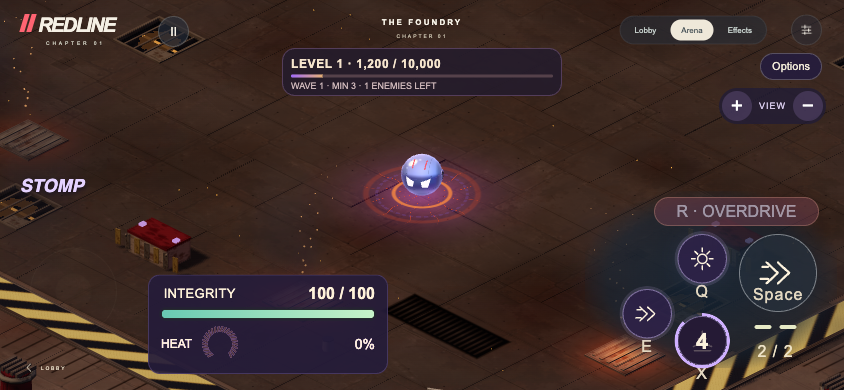 REDLINE
CHAPTER 01
THE FOUNDRY
CHAPTER 01
Lobby
Arena
Effects
LEVEL 1 · 1,200 / 10,000
WAVE 1 · MIN 3 · 1 ENEMIES LEFT
Options
+ VIEW −
STOMP
R · OVERDRIVE
Q
Space
E
4
X
2 / 2
INTEGRITY
100 / 100
HEAT
0%
LOBBY